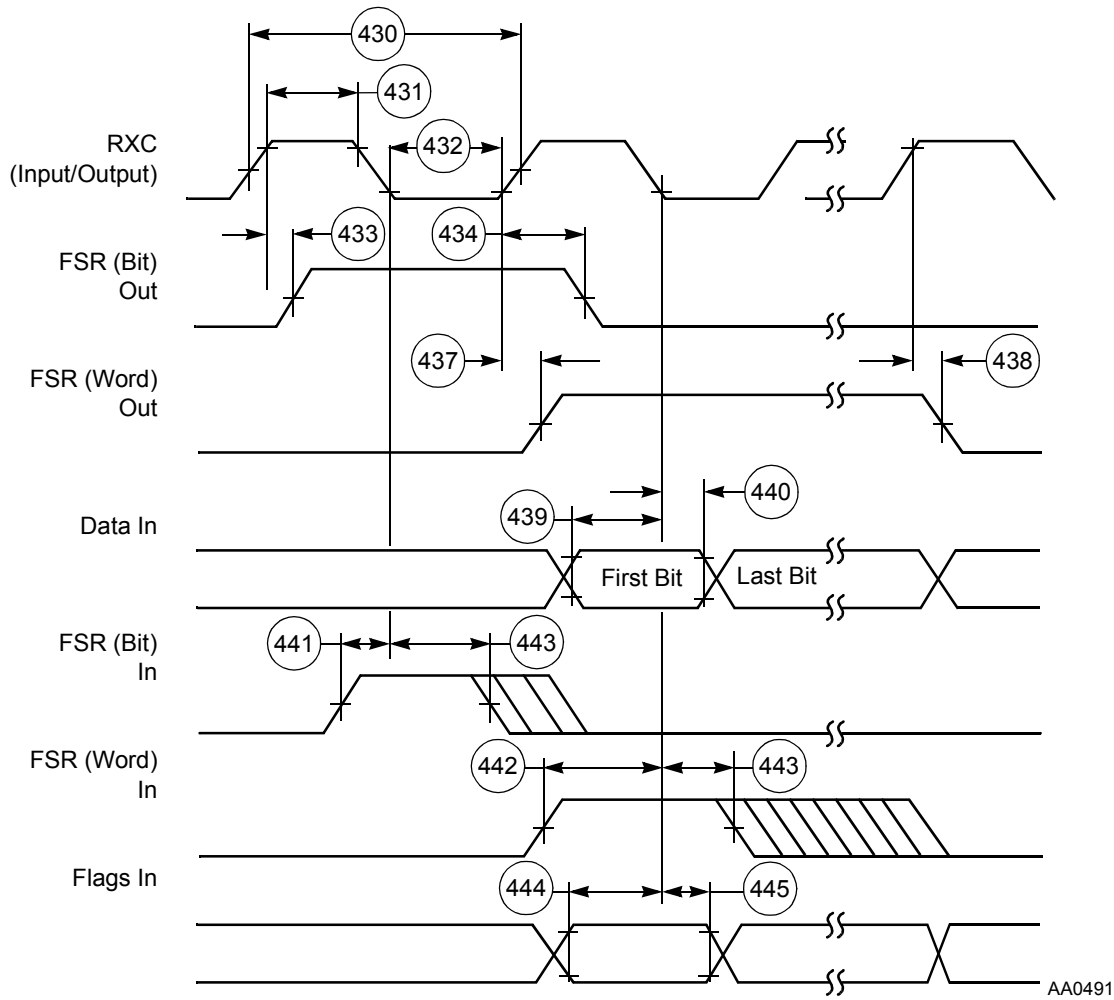 430
431
RXC
(Input/Output)
432
433
434
FSR (Bit)
Out
437
438
FSR (Word)
Out
439
440
Data In
First Bit
Last Bit
441
443
FSR (Bit)
In
442
443
FSR (Word)
In
444
445
Flags In
AA0491